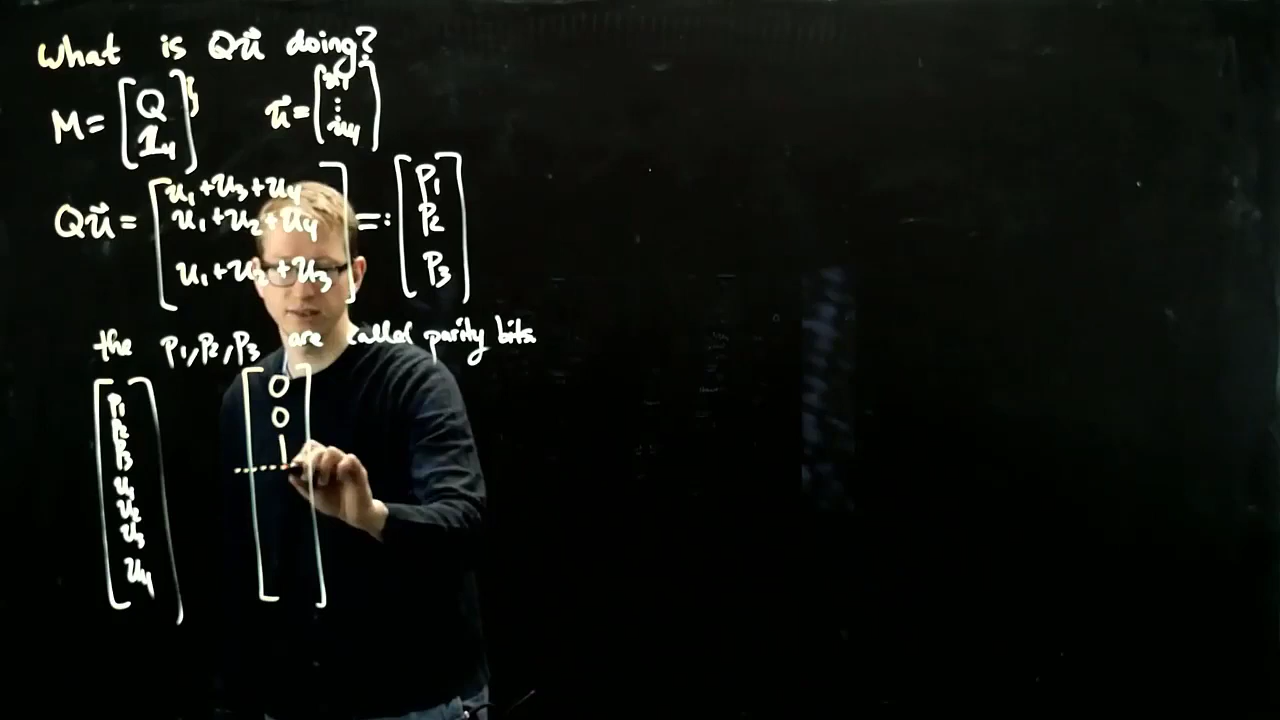 What is Qu⃗ doing?
M = [ Q 1₄ ] u⃗ = [ u₁ ⋮ u₄ ]
Qu⃗ = [ u₁+u₃+u₄ u₁+u₂+u₄ u₁+u₂+u₃ ] =: [ p₁ p₂ p₃ ]
the p₁, p₂, p₃ are called parity bits
[ p₁ p₂ p₃ u₁ u₂ u₃ u₄ ] [ 0 0 1 ]